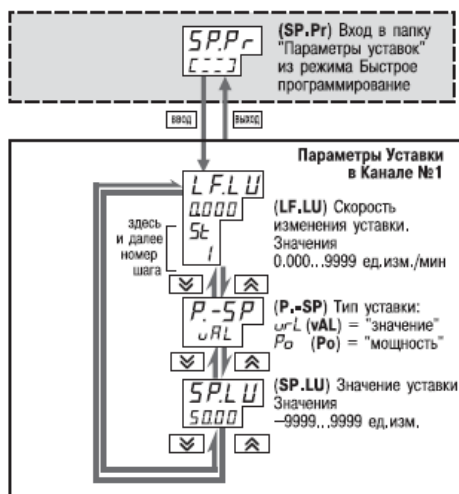 SP.Pr
[---]
(SP.Pr) Вход в папку
"Параметры уставок"
из режима Быстрое
программирование
ввод
выход
Параметры Уставки
в Канале №1
LF.LU
0.000
St
1
здесь
и далее
номер
шага
(LF.LU) Скорость
изменения уставки.
Значения
0.000...9999 ед.изм./мин
P.-SP
vAL
(P.-SP) Тип уставки:
vrL (vAL) = "значение"
Po (Po) = "мощность"
SP.LU
50.00
(SP.LU) Значение уставки
Значения
−9999...9999 ед.изм.